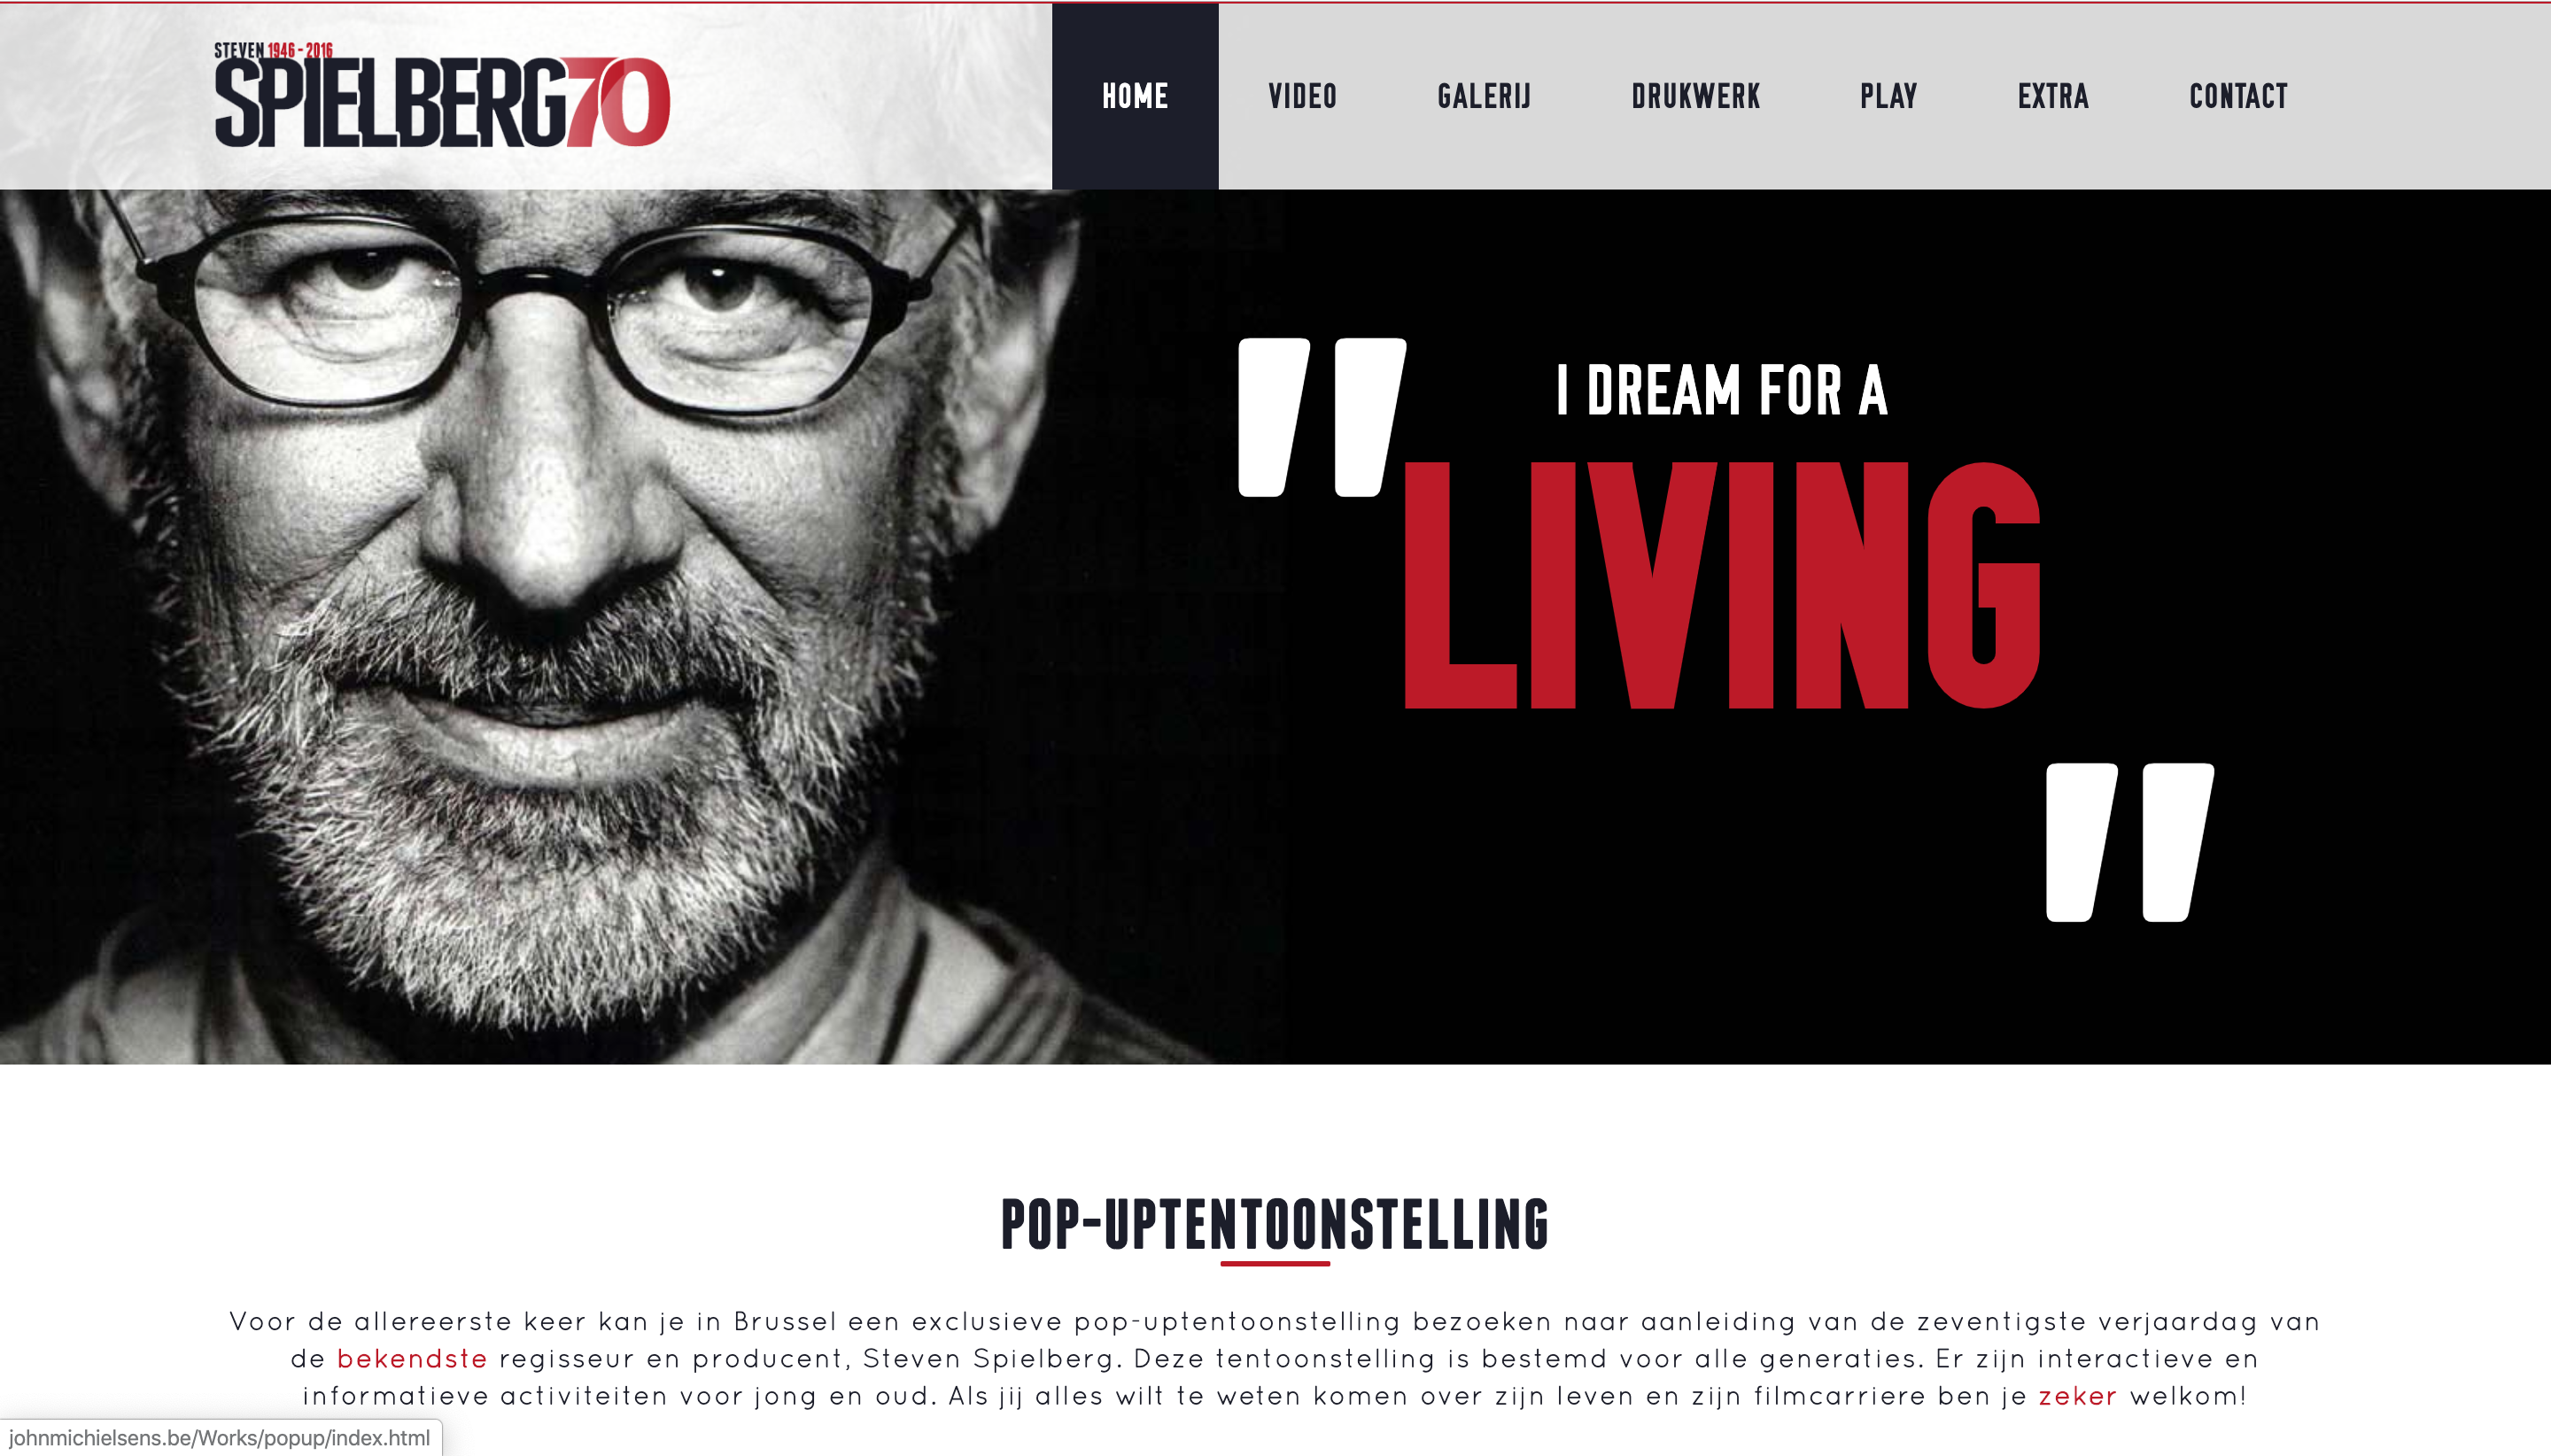 STEVEN 1946 - 2016
SPIELBERG70
HOME VIDEO GALERIJ DRUKWERK PLAY EXTRA CONTACT
"I DREAM FOR A
LIVING
"
POP-UPTENTOONSTELLING
Voor de allereerste keer kan je in Brussel een exclusieve pop-uptentoonstelling bezoeken naar aanleiding van de zeventigste verjaardag van
de bekendste regisseur en producent, Steven Spielberg. Deze tentoonstelling is bestemd voor alle generaties. Er zijn interactieve en
informatieve activiteiten voor jong en oud. Als jij alles wilt te weten komen over zijn leven en zijn filmcarriere ben je zeker welkom!
johnmichielsens.be/Works/popup/index.html